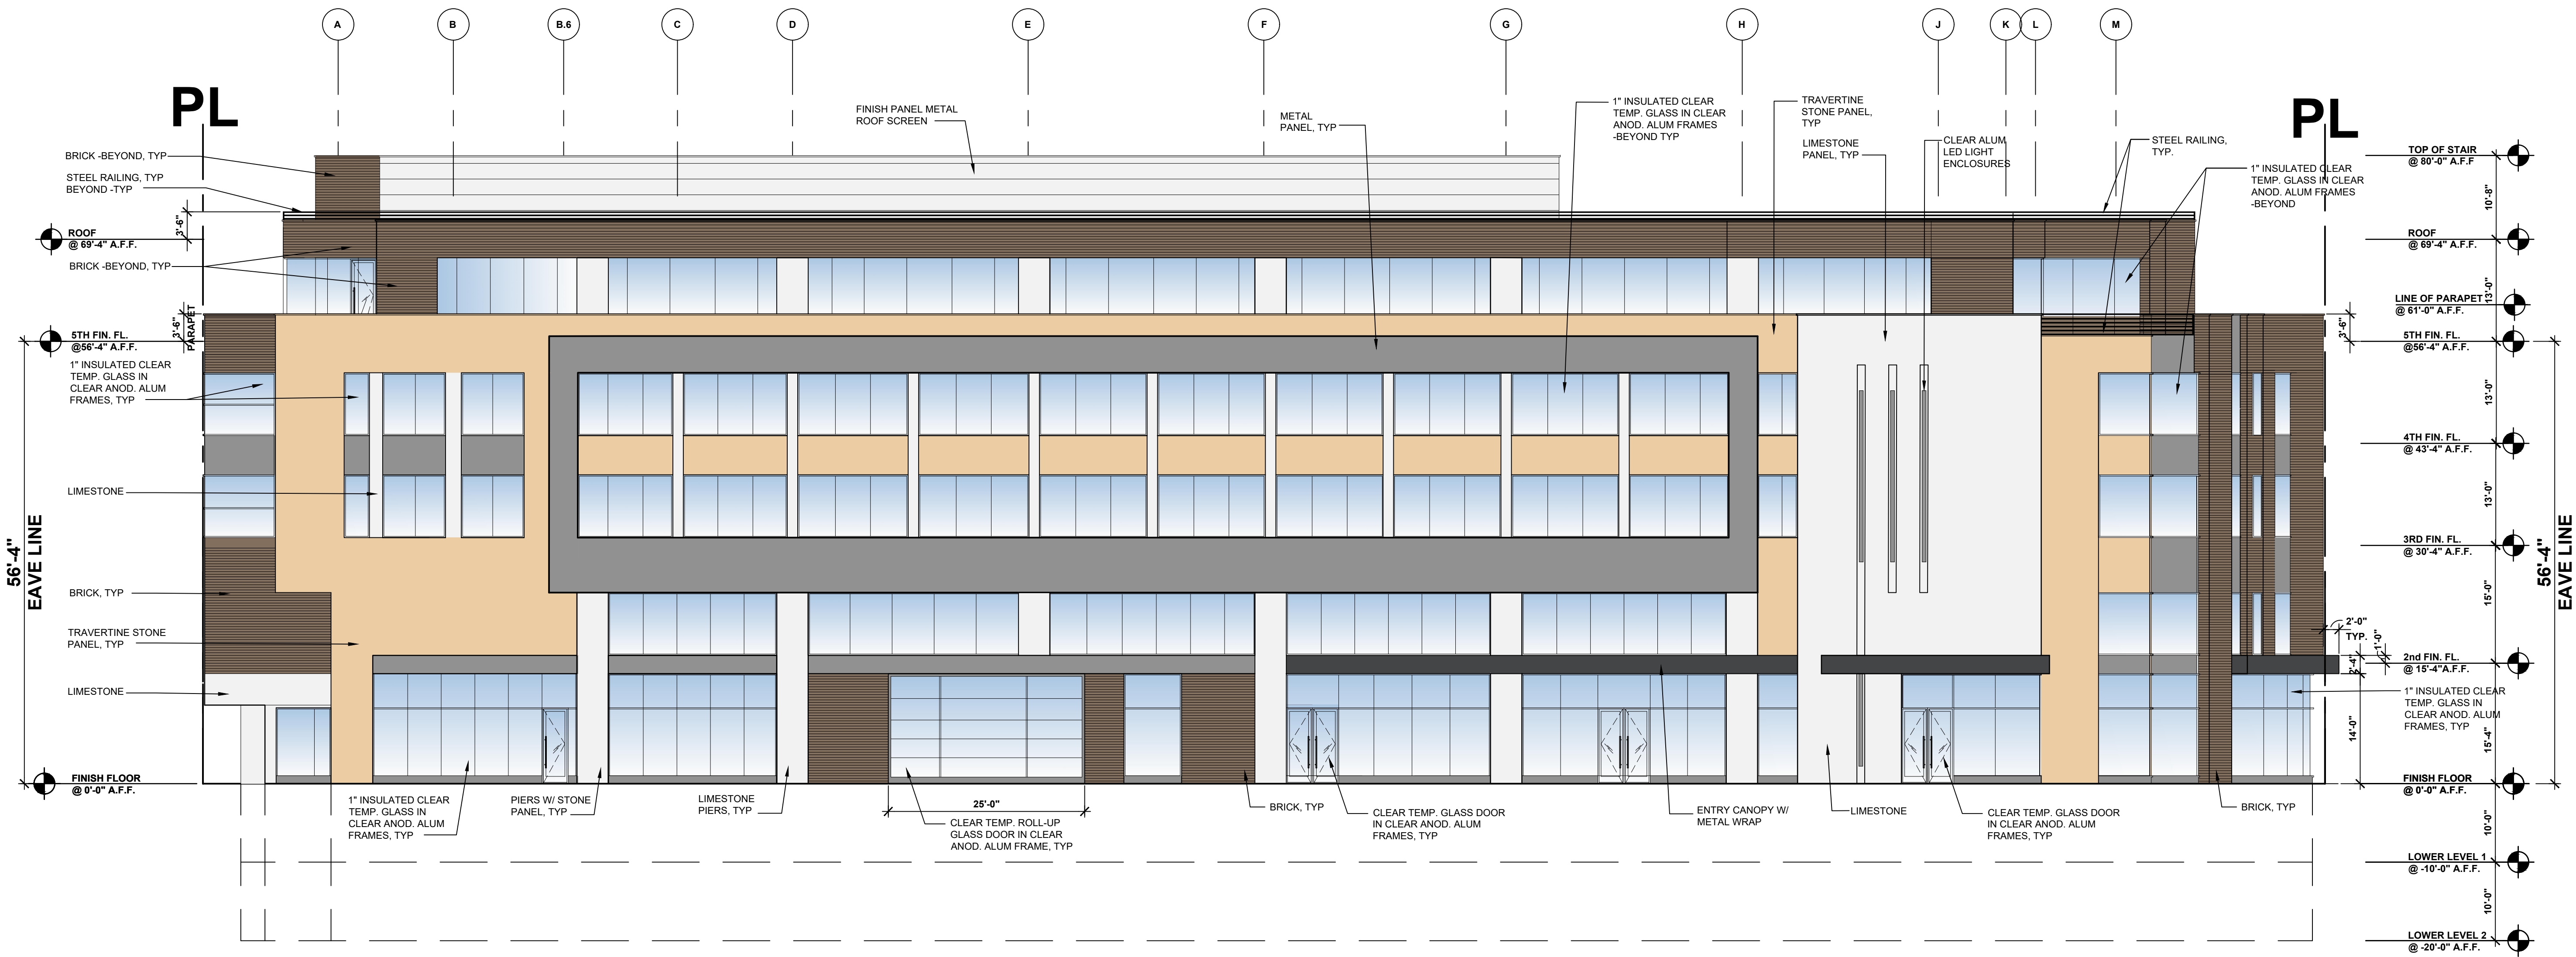 A
B
B.6
C
D
E
F
G
H
J
K
L
M
PL
PL
BRICK -BEYOND, TYP
STEEL RAILING, TYP
BEYOND -TYP
3'-6"
ROOF
@ 69'-4" A.F.F.
BRICK -BEYOND, TYP
3'-6"
PARAPET
5TH FIN. FL.
@56'-4" A.F.F.
1" INSULATED CLEAR
TEMP. GLASS IN
CLEAR ANOD. ALUM
FRAMES, TYP
LIMESTONE
56'-4"
EAVE LINE
BRICK, TYP
TRAVERTINE STONE
PANEL, TYP
LIMESTONE
FINISH FLOOR
@ 0'-0" A.F.F.
FINISH PANEL METAL
ROOF SCREEN
METAL
PANEL, TYP
1" INSULATED CLEAR
TEMP. GLASS IN CLEAR
ANOD. ALUM FRAMES
-BEYOND TYP
TRAVERTINE
STONE PANEL,
TYP
LIMESTONE
PANEL, TYP
CLEAR ALUM
LED LIGHT
ENCLOSURES
STEEL RAILING,
TYP.
1" INSULATED CLEAR
TEMP. GLASS IN CLEAR
ANOD. ALUM FRAMES
-BEYOND
1" INSULATED CLEAR
TEMP. GLASS IN
CLEAR ANOD. ALUM
FRAMES, TYP
PIERS W/ STONE
PANEL, TYP
LIMESTONE
PIERS, TYP
25'-0"
CLEAR TEMP. ROLL-UP
GLASS DOOR IN CLEAR
ANOD. ALUM FRAME, TYP
BRICK, TYP
CLEAR TEMP. GLASS DOOR
IN CLEAR ANOD. ALUM
FRAMES, TYP
ENTRY CANOPY W/
METAL WRAP
LIMESTONE
CLEAR TEMP. GLASS DOOR
IN CLEAR ANOD. ALUM
FRAMES, TYP
BRICK, TYP
TOP OF STAIR
@ 80'-0" A.F.F
10'-8"
ROOF
@ 69'-4" A.F.F.
13'-0"
LINE OF PARAPET
@ 61'-0" A.F.F.
3'-6"
5TH FIN. FL.
@56'-4" A.F.F.
13'-0"
4TH FIN. FL.
@ 43'-4" A.F.F.
13'-0"
3RD FIN. FL.
@ 30'-4" A.F.F.
56'-4"
EAVE LINE
15'-0"
2'-0"
TYP.
1'-0"
2'-4"
2nd FIN. FL.
@ 15'-4"A.F.F.
1" INSULATED CLEAR
TEMP. GLASS IN
CLEAR ANOD. ALUM
FRAMES, TYP
14'-0"
15'-4"
FINISH FLOOR
@ 0'-0" A.F.F.
10'-0"
LOWER LEVEL 1
@ -10'-0" A.F.F.
10'-0"
LOWER LEVEL 2
@ -20'-0" A.F.F.